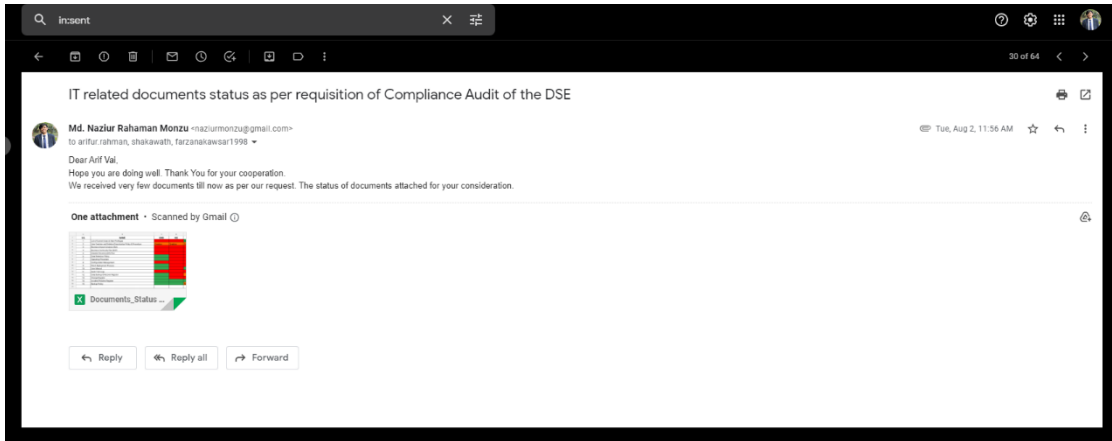 in:sent
30 of 64
IT related documents status as per requisition of Compliance Audit of the DSE
Md. Naziur Rahaman Monzu <naziurmonzu@gmail.com>
Tue, Aug 2, 11:56 AM
to arifur.rahman, shakawath, farzanakawsar1998
Dear Arif Vai,
Hope you are doing well. Thank You for your cooperation.
We received very few documents till now as per our request. The status of documents attached for your consideration.
One attachment • Scanned by Gmail
X Documents_Status ...
Reply
Reply all
Forward